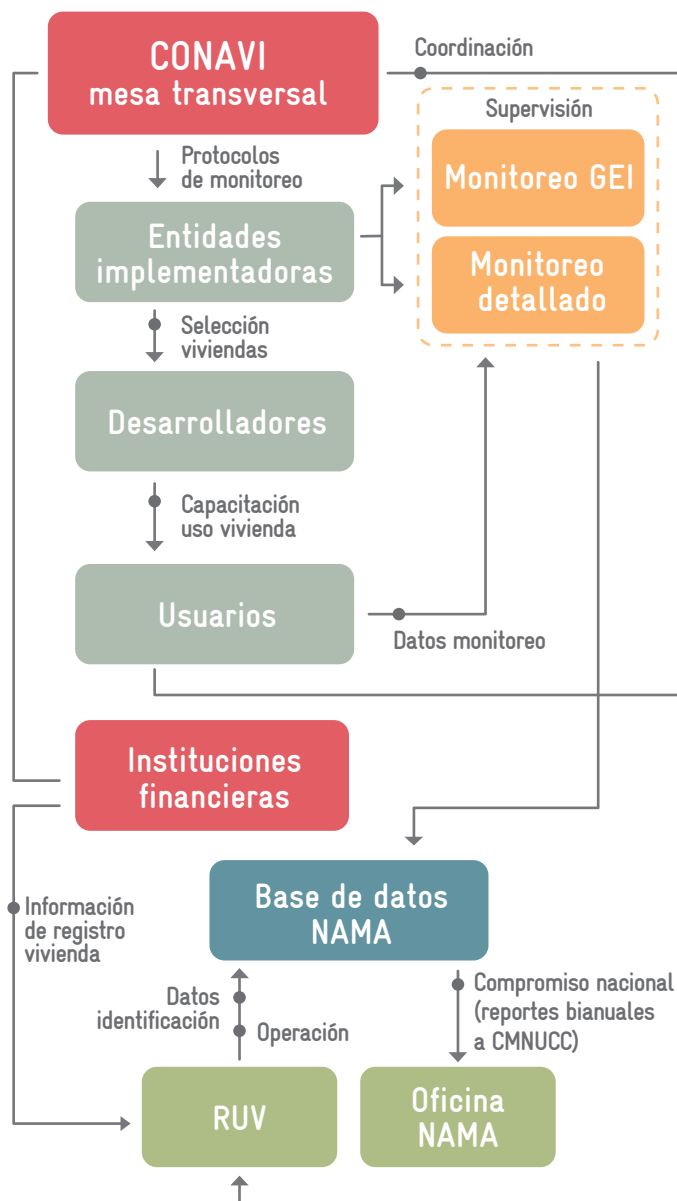 CONAVI
mesa transversal
Coordinación
Supervisión
Protocolos
de monitoreo
Monitoreo GEI
Entidades
implementadoras
Monitoreo
detallado
Selección
viviendas
Desarrolladores
Capacitación
uso vivienda
Usuarios
Datos monitoreo
Instituciones
financieras
Base de datos
NAMA
Información
de registro
vivienda
Datos
identificación
Operación
Compromiso nacional
(reportes bianuales
a CMNUCC)
RUV
Oficina
NAMA